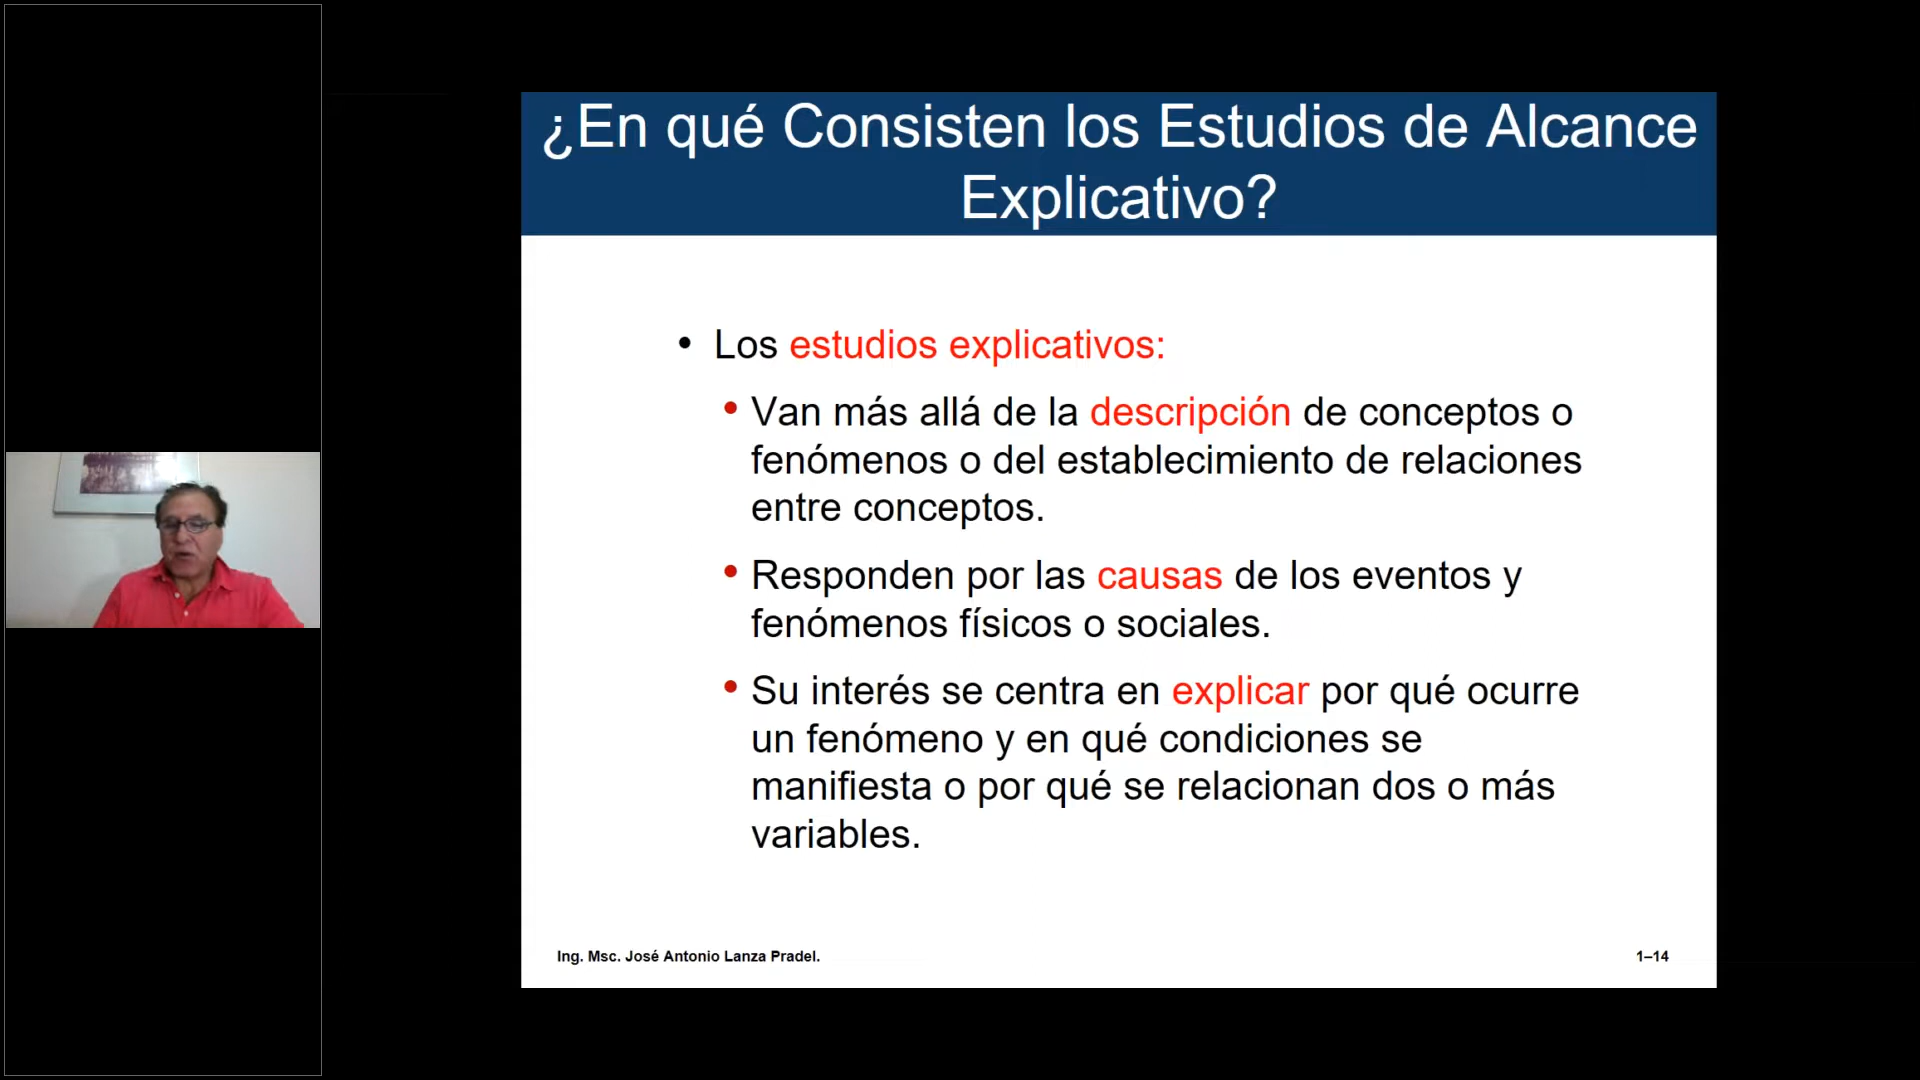 ¿En qué Consisten los Estudios de Alcance
Explicativo?
• Los estudios explicativos:
• Van más allá de la descripción de conceptos o
fenómenos o del establecimiento de relaciones
entre conceptos.
• Responden por las causas de los eventos y
fenómenos físicos o sociales.
• Su interés se centra en explicar por qué ocurre
un fenómeno y en qué condiciones se
manifiesta o por qué se relacionan dos o más
variables.
Ing. Msc. José Antonio Lanza Pradel.
1–14